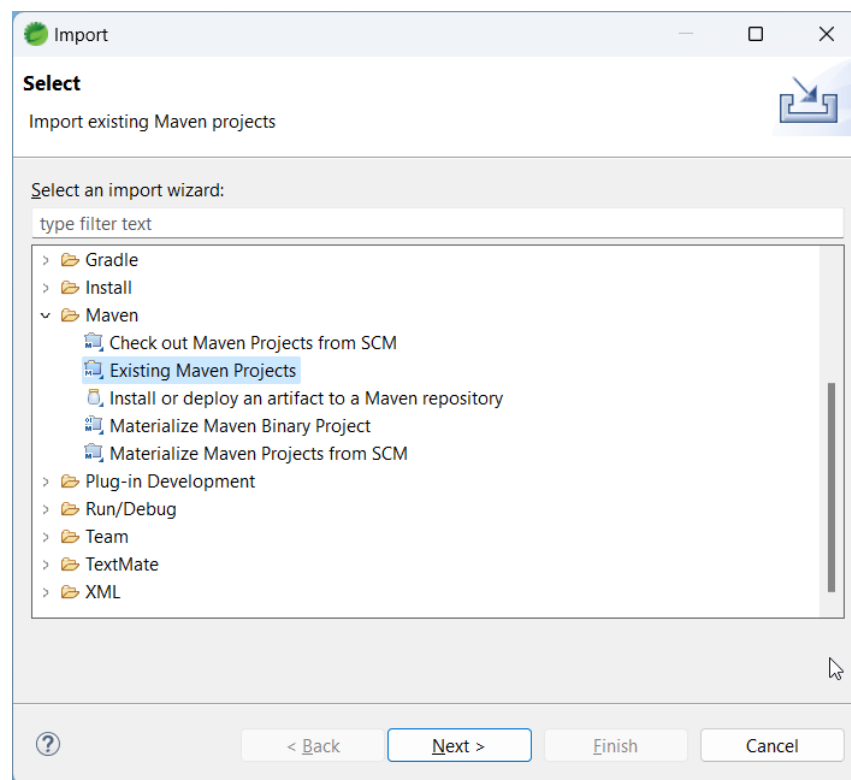 Import
Select
Import existing Maven projects
Select an import wizard:
type filter text
Gradle
Install
Maven
Check out Maven Projects from SCM
Existing Maven Projects
Install or deploy an artifact to a Maven repository
Materialize Maven Binary Project
Materialize Maven Projects from SCM
Plug-in Development
Run/Debug
Team
TextMate
XML
? < Back Next > Finish Cancel